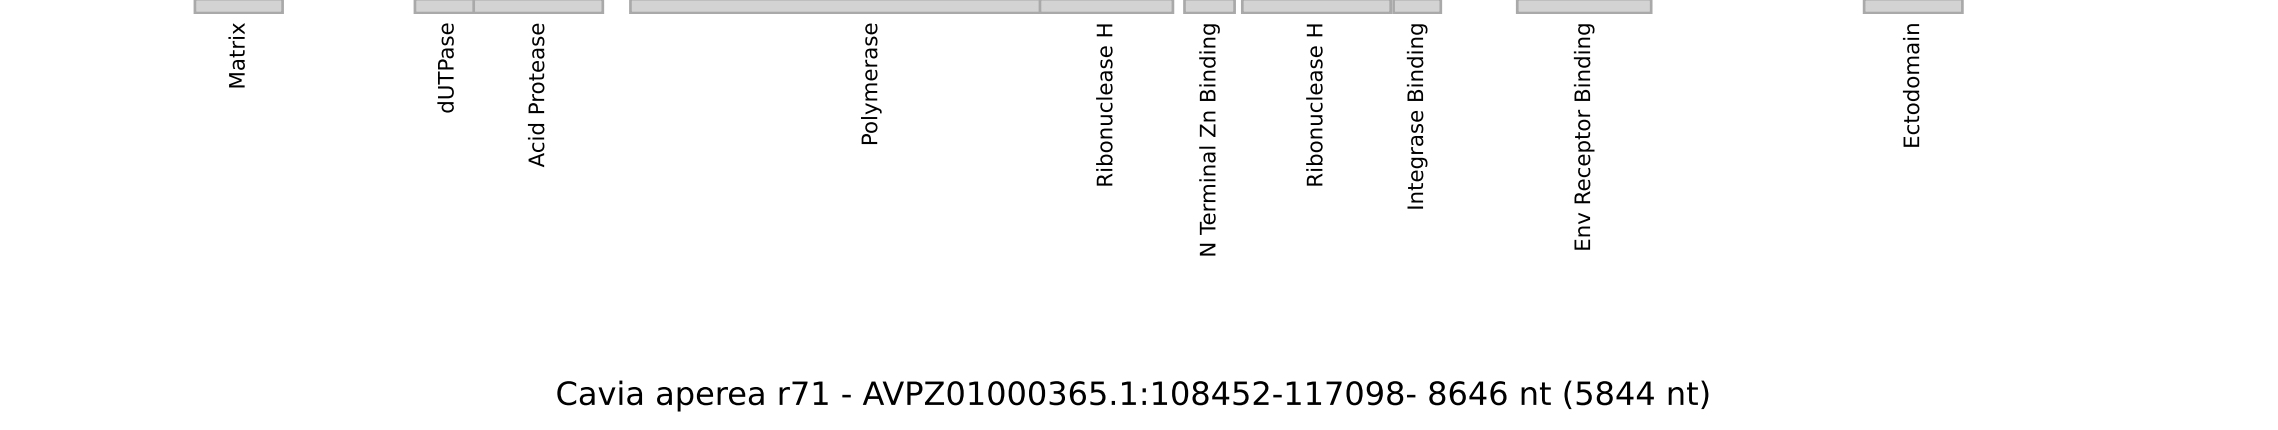 Matrix
dUTPase
Acid Protease
Polymerase
Ribonuclease H
N Terminal Zn Binding
Ribonuclease H
Integrase Binding
Env Receptor Binding
Ectodomain
Cavia aperea r71 - AVPZ01000365.1:108452-117098- 8646 nt (5844 nt)